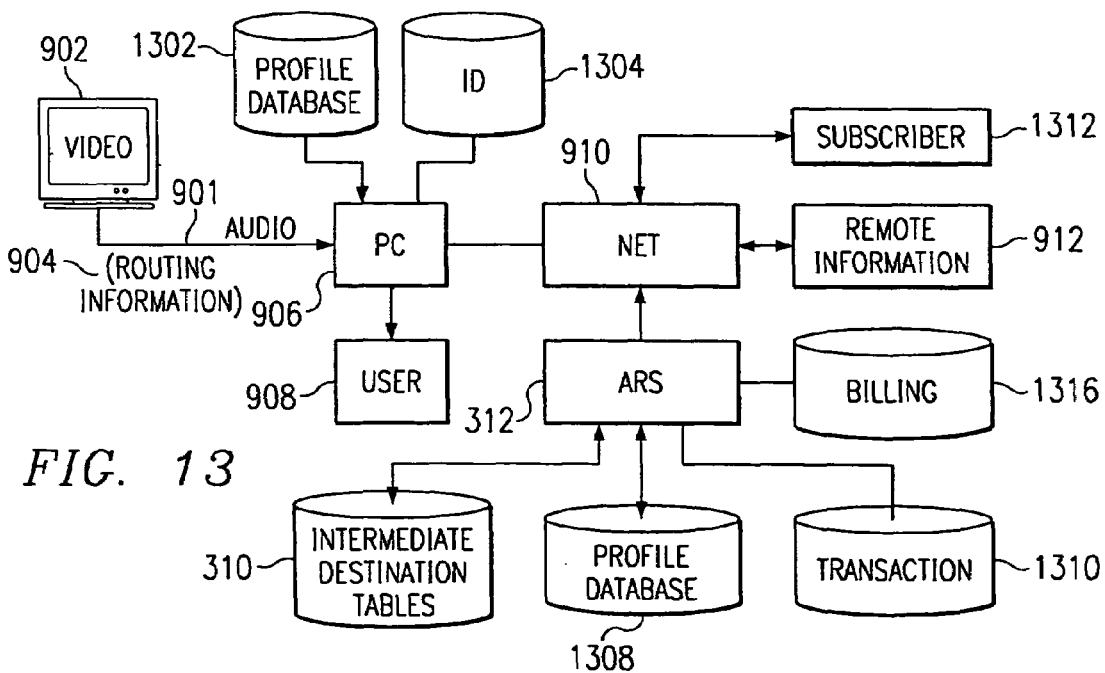 1302
PROFILE
DATABASE
ID
1304
902
VIDEO
901
AUDIO
904
(ROUTING
INFORMATION)
PC
906
USER
908
910
NET
SUBSCRIBER
1312
REMOTE
INFORMATION
912
ARS
312
BILLING
1316
FIG. 13
310
INTERMEDIATE
DESTINATION
TABLES
PROFILE
DATABASE
1308
TRANSACTION
1310